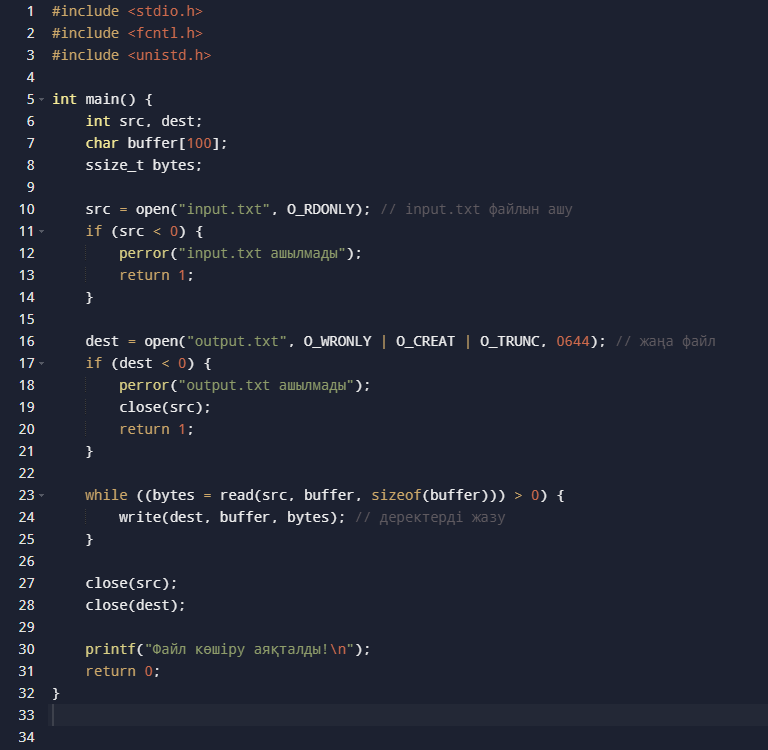 1 #include <stdio.h>
2 #include <fcntl.h>
3 #include <unistd.h>
4
5 int main() {
6     int src, dest;
7     char buffer[100];
8     ssize_t bytes;
9
10     src = open("input.txt", O_RDONLY); // input.txt файлын ашу
11     if (src < 0) {
12         perror("input.txt ашылмады");
13         return 1;
14     }
15
16     dest = open("output.txt", O_WRONLY | O_CREAT | O_TRUNC, 0644); // жаңа файл
17     if (dest < 0) {
18         perror("output.txt ашылмады");
19         close(src);
20         return 1;
21     }
22
23     while ((bytes = read(src, buffer, sizeof(buffer))) > 0) {
24         write(dest, buffer, bytes); // деректерді жазу
25     }
26
27     close(src);
28     close(dest);
29
30     printf("Файл көшіру аяқталды!\n");
31     return 0;
32 }
33
34